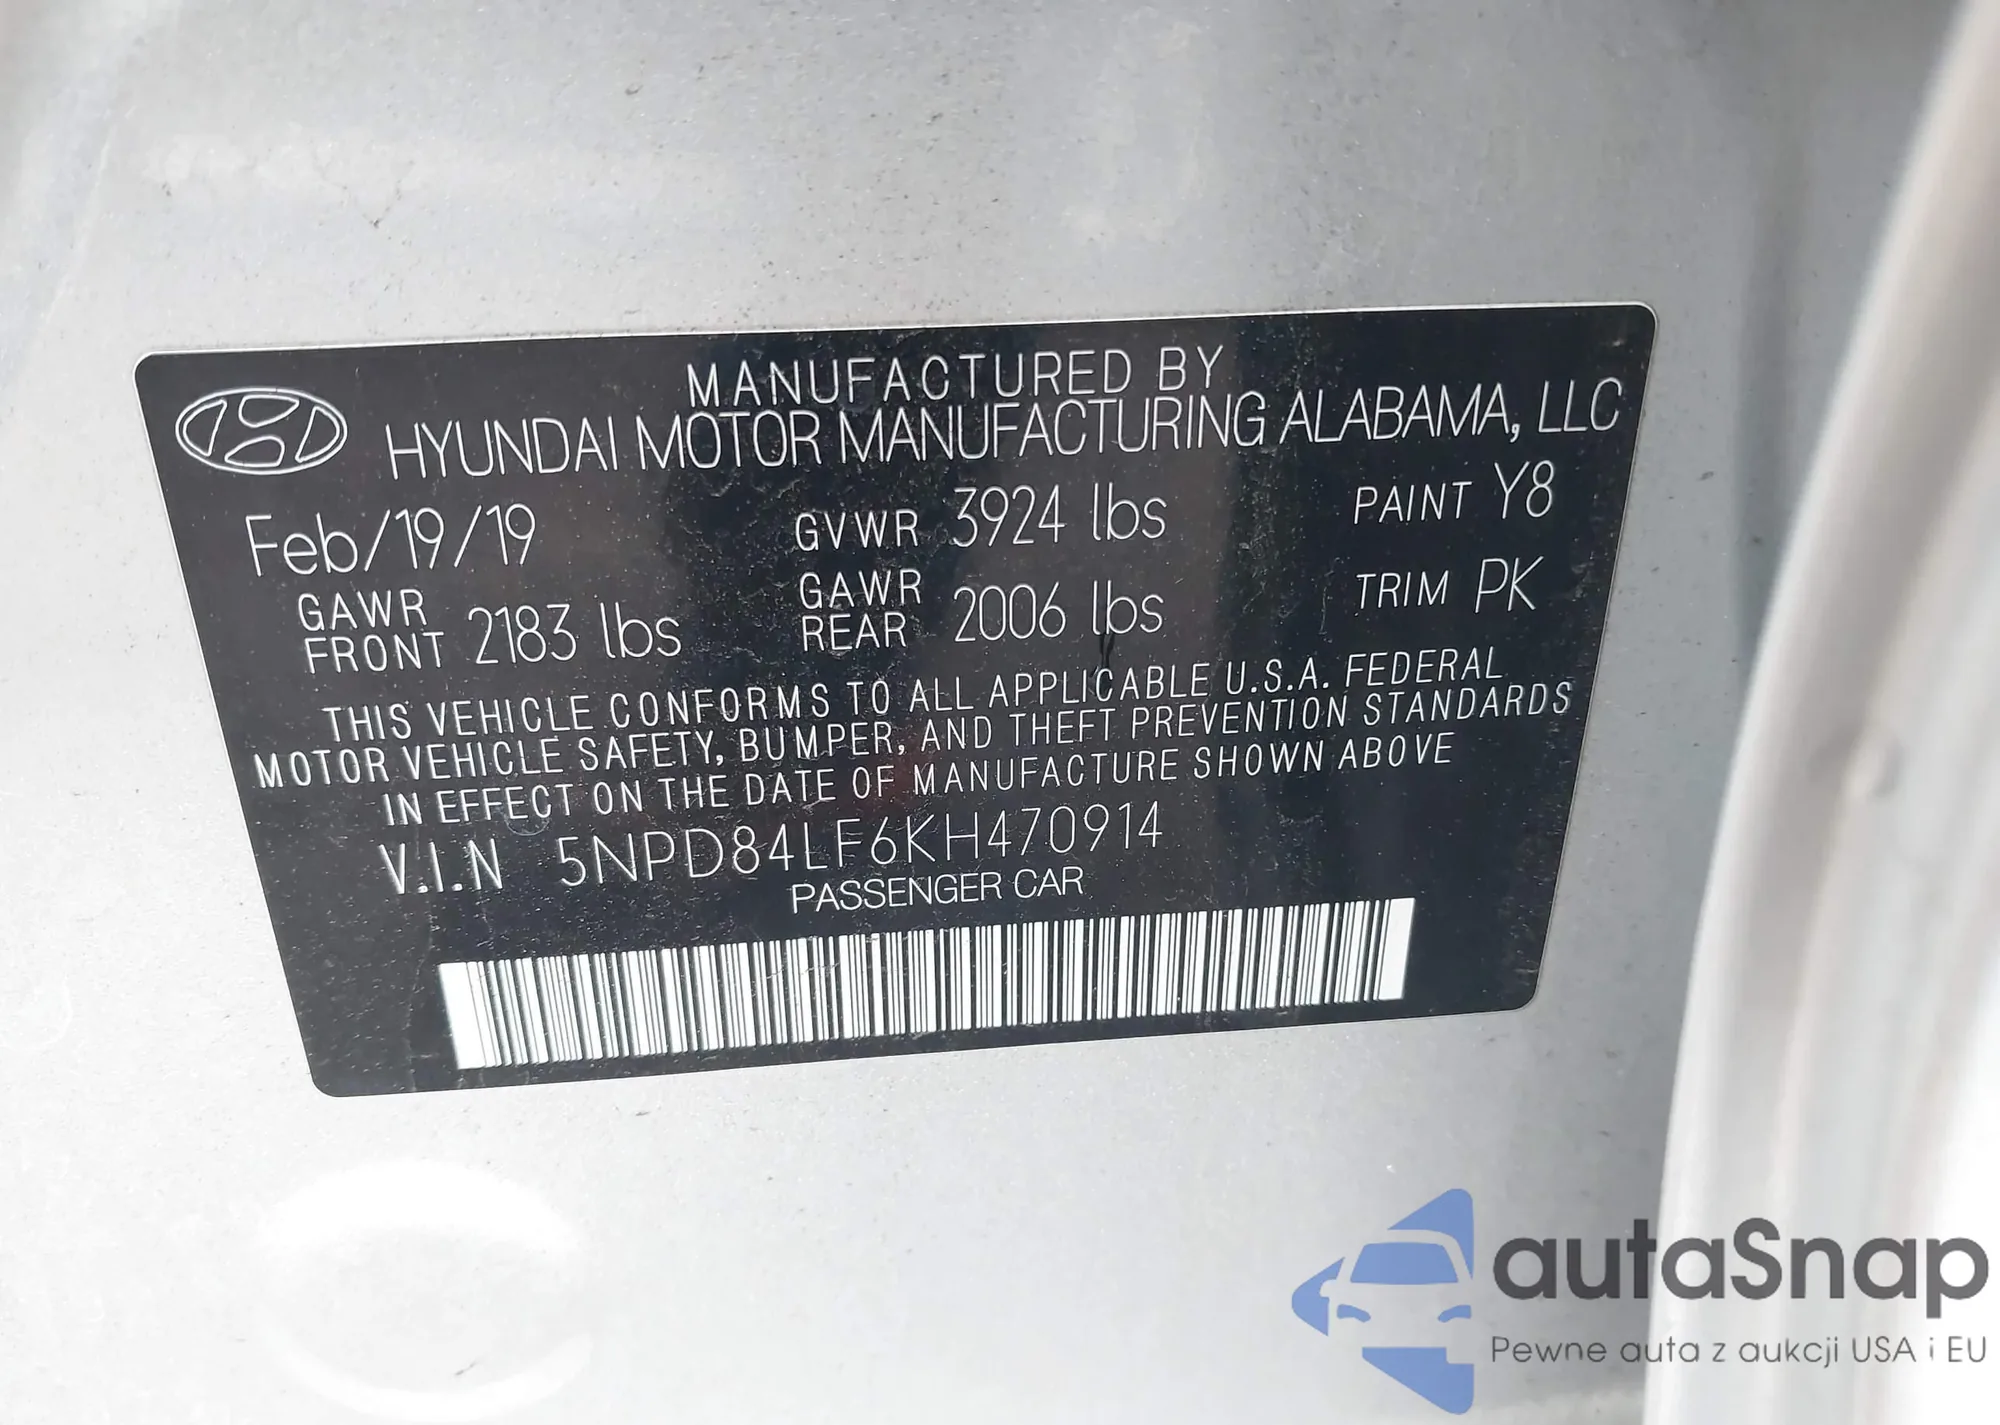 MANUFACTURED BY
HYUNDAI MOTOR MANUFACTURING ALABAMA, LLC
Feb/19/19 GVWR 3924 lbs PAINT Y8
GAWR FRONT 2183 lbs GAWR REAR 2006 lbs TRIM PK
THIS VEHICLE CONFORMS TO ALL APPLICABLE U.S.A. FEDERAL
MOTOR VEHICLE SAFETY, BUMPER, AND THEFT PREVENTION STANDARDS
IN EFFECT ON THE DATE OF MANUFACTURE SHOWN ABOVE
V.I.N 5NPD84LF6KH470914
PASSENGER CAR
autaSnap
Pewne auta z aukcji USA i EU